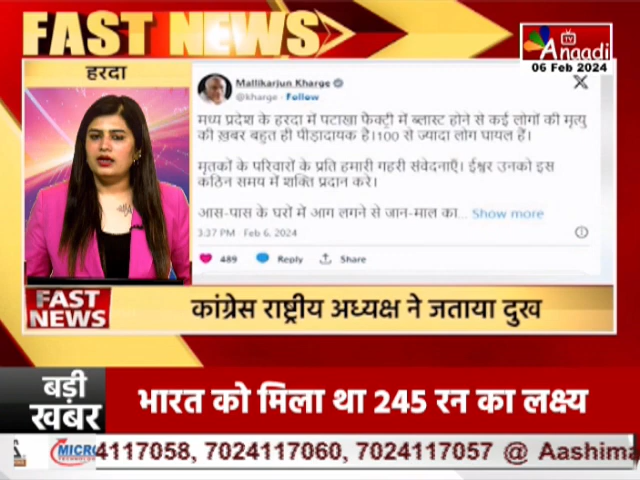 FAST NEWS
TV
Anaadi
06 Feb 2024
हरदा
Mallikarjun Kharge
@kharge · Follow
मध्य प्रदेश के हरदा में पटाखा फैक्ट्री में ब्लास्ट होने से कई लोगों की मृत्यु
की ख़बर बहुत ही पीड़ादायक है।100 से ज्यादा लोग घायल हैं।
मृतकों के परिवारों के प्रति हमारी गहरी संवेदनाएँ। ईश्वर उनको इस
कठिन समय में शक्ति प्रदान करे।
आस-पास के घरों में आग लगने से जान-माल का... Show more
3:37 PM · Feb 6, 2024
489 Reply Share
FAST
NEWS
कांग्रेस राष्ट्रीय अध्यक्ष ने जताया दुख
बड़ी
खबर
भारत को मिला था 245 रन का लक्ष्य
MICRO 4117058, 7024117060, 7024117057 @ Aashima